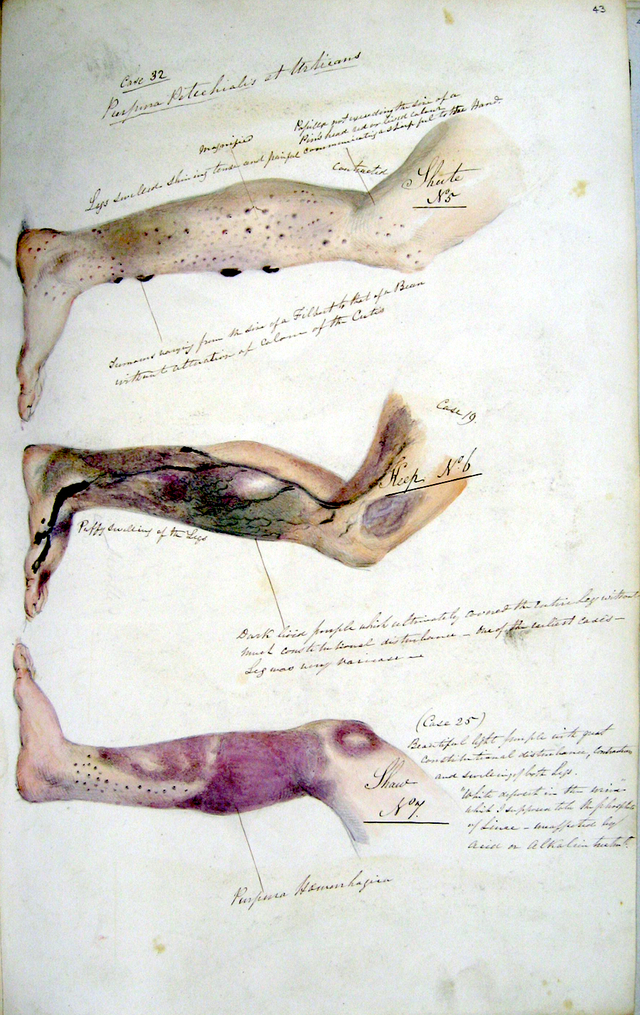 43
Case 32
Purpura Petechialis et Urticans
magnified
Papillæ not exceeding the size of a
Pins head red or livid colour
Legs swelled shining tense and painful communicating a sharp feel to the Hand.
Contracted
Shute
No 5
Tumours varying from the size of a Filbert to that of a Bean
without alteration of Colour of the Cutis
Case 19.
No. 6
Puffy swelling of the Legs
Dark livid purple which ultimately covered the entire Leg without
much constitutional disturbance – One of the earliest cases –
Leg was very varicose –
(Case 25)
Beautiful light purple with great
Constitutional disturbance, contraction
and swelling of both Legs.
"White deposit in the urine
which I suppose to be the phosphate
of Lime – unaffected by
Acid or Alkaline
Shaw
No 7
Purpura Hæmorrhagica